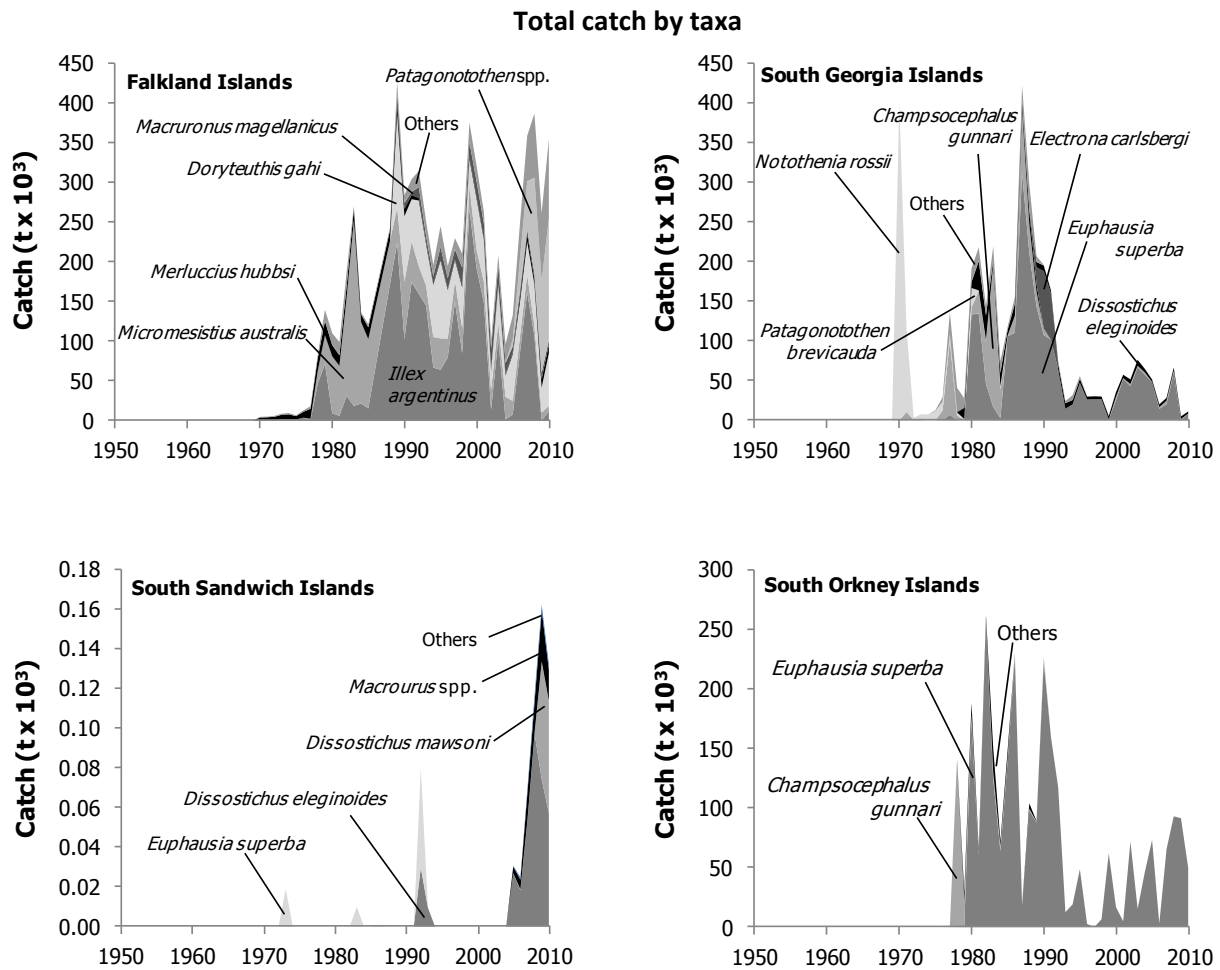 Total catch by taxa
Falkland Islands
Catch (t x 10³)
450
400
350
300
250
200
150
100
50
0
1950 1960 1970 1980 1990 2000 2010
Patagonotothen spp.
Macruronus magellanicus
Others
Doryteuthis gahi
Merluccius hubbsi
Micromesistius australis
Illex
argentinus
South Georgia Islands
Catch (t x 10³)
450
400
350
300
250
200
150
100
50
0
1950 1960 1970 1980 1990 2000 2010
Champsocephalus
gunnari
Electrona carlsbergi
Notothenia rossii
Others
Euphausia
superba
Dissostichus
eleginoides
Patagonotothen
brevicauda
South Sandwich Islands
Catch (t x 10³)
0.18
0.16
0.14
0.12
0.10
0.08
0.06
0.04
0.02
0.00
1950 1960 1970 1980 1990 2000 2010
Others
Macrourus spp.
Dissostichus mawsoni
Dissostichus eleginoides
Euphausia superba
South Orkney Islands
Catch (t x 10³)
300
250
200
150
100
50
0
1950 1960 1970 1980 1990 2000 2010
Others
Euphausia superba
Champsocephalus
gunnari